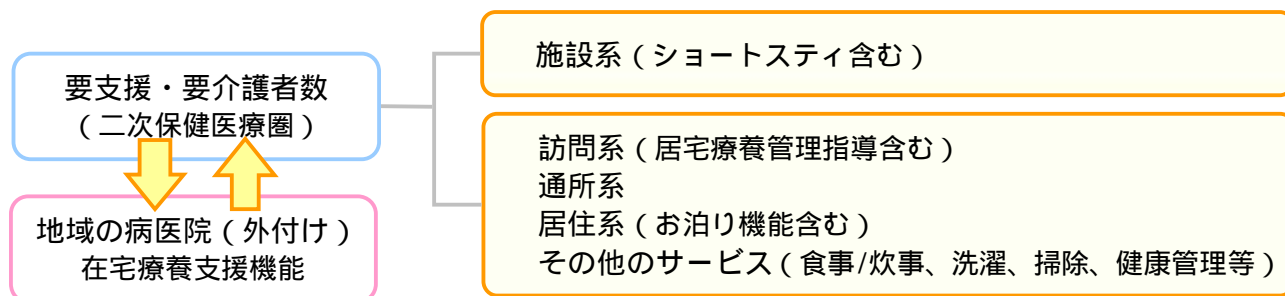 要支援・要介護者数
(二次保健医療圏)
地域の病医院(外付け)
在宅療養支援機能
施設系(ショートスティ含む)
訪問系(居宅療養管理指導含む)
通所系
居住系(お泊り機能含む)
その他のサービス(食事/炊事、洗濯、掃除、健康管理等)